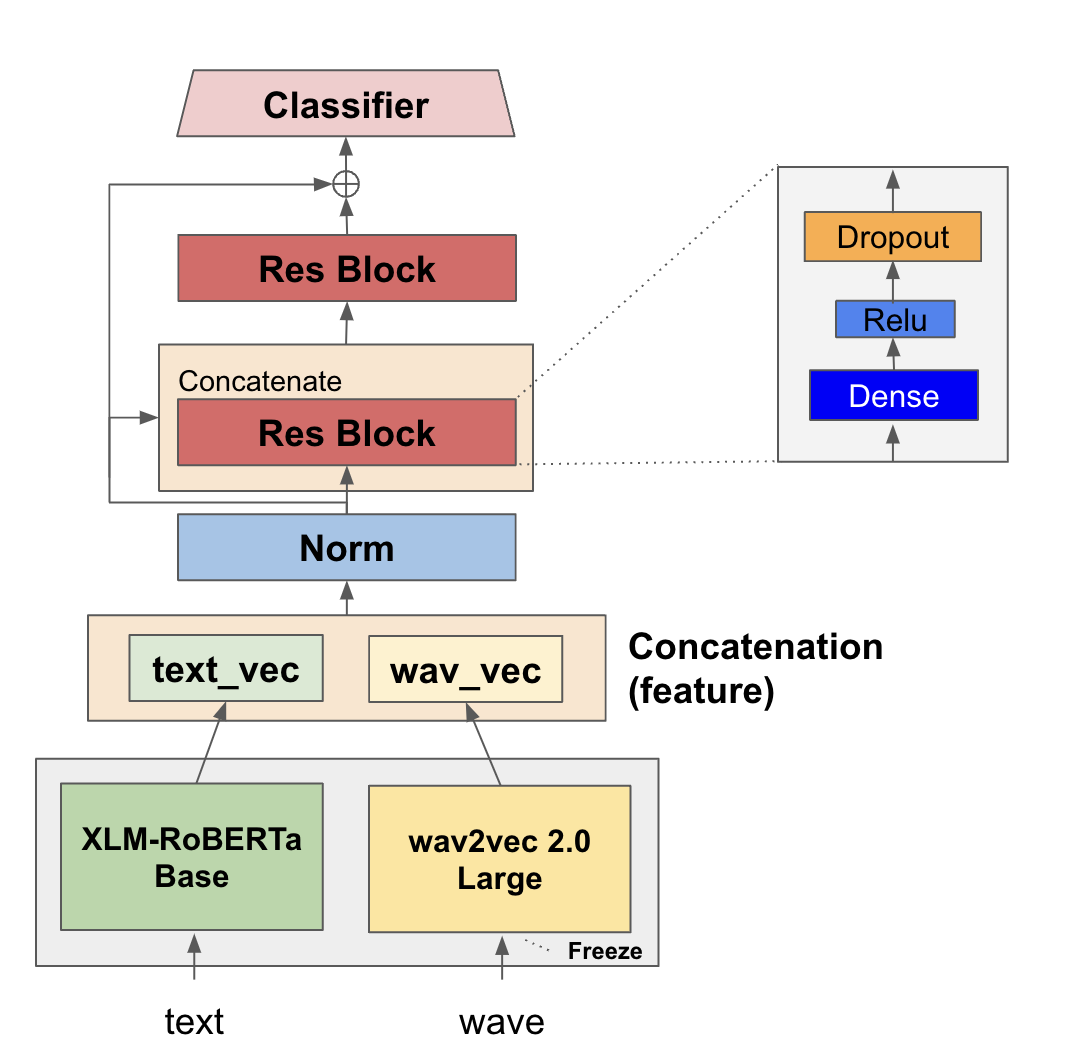 Classifier
Res Block
Concatenate
Res Block
Norm
text_vec
wav_vec
Concatenation
(feature)
XLM-RoBERTa
Base
wav2vec 2.0
Large
Freeze
text
wave
Dropout
Relu
Dense